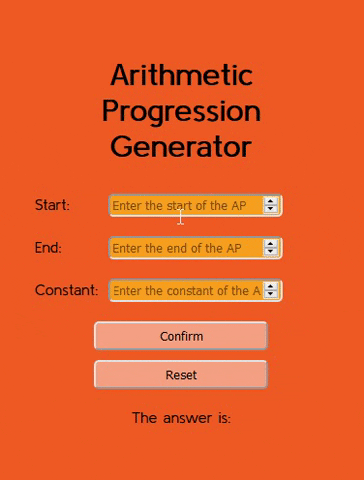 Arithmetic
Progression
Generator
Start: Enter the start of the AP
End: Enter the end of the AP
Constant: Enter the constant of the A
Confirm
Reset
The answer is: